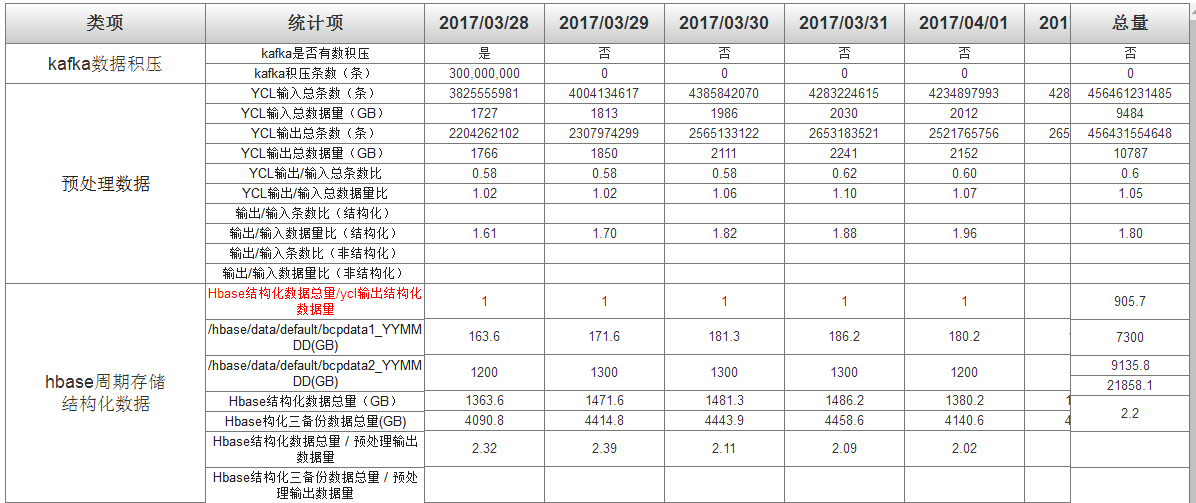 类项 统计项 2017/03/28 2017/03/29 2017/03/30 2017/03/31 2017/04/01 201 总量
kafka数据积压
kafka是否有数积压 是 否 否 否 否 否
kafka积压条数（条） 300,000,000 0 0 0 0 0
预处理数据
YCL输入总条数（条） 3825555981 4004134617 4385842070 4283224615 4234897993 428 456461231485
YCL输入总数据量（GB） 1727 1813 1986 2030 2012 9484
YCL输出总条数（条） 2204262102 2307974299 2565133122 2653183521 2521765756 265 456431554648
YCL输出总数据量（GB） 1766 1850 2111 2241 2152 10787
YCL输出/输入总条数比 0.58 0.58 0.58 0.62 0.60 0.6
YCL输出/输入总数据量比 1.02 1.02 1.06 1.10 1.07 1.05
输出/输入条数比（结构化）
输出/输入数据量比（结构化） 1.61 1.70 1.82 1.88 1.96 1.80
输出/输入条数比（非结构化）
输出/输入数据量比（非结构化）
hbase周期存储
结构化数据
Hbase结构化数据总量/ycl输出结构化
数据量 1 1 1 1 1 905.7
/hbase/data/default/bcpdata1_YYMM
DD(GB) 163.6 171.6 181.3 186.2 180.2 7300
/hbase/data/default/bcpdata2_YYMM
DD(GB) 1200 1300 1300 1300 1200 9135.8
21858.1
Hbase结构化数据总量（GB） 1363.6 1471.6 1481.3 1486.2 1380.2 1
Hbase构化三备份数据总量(GB) 4090.8 4414.8 4443.9 4458.6 4140.6 4 2.2
Hbase结构化数据总量 / 预处理输出
数据量 2.32 2.39 2.11 2.09 2.02
Hbase结构化三备份数据总量 / 预处
理输出数据量